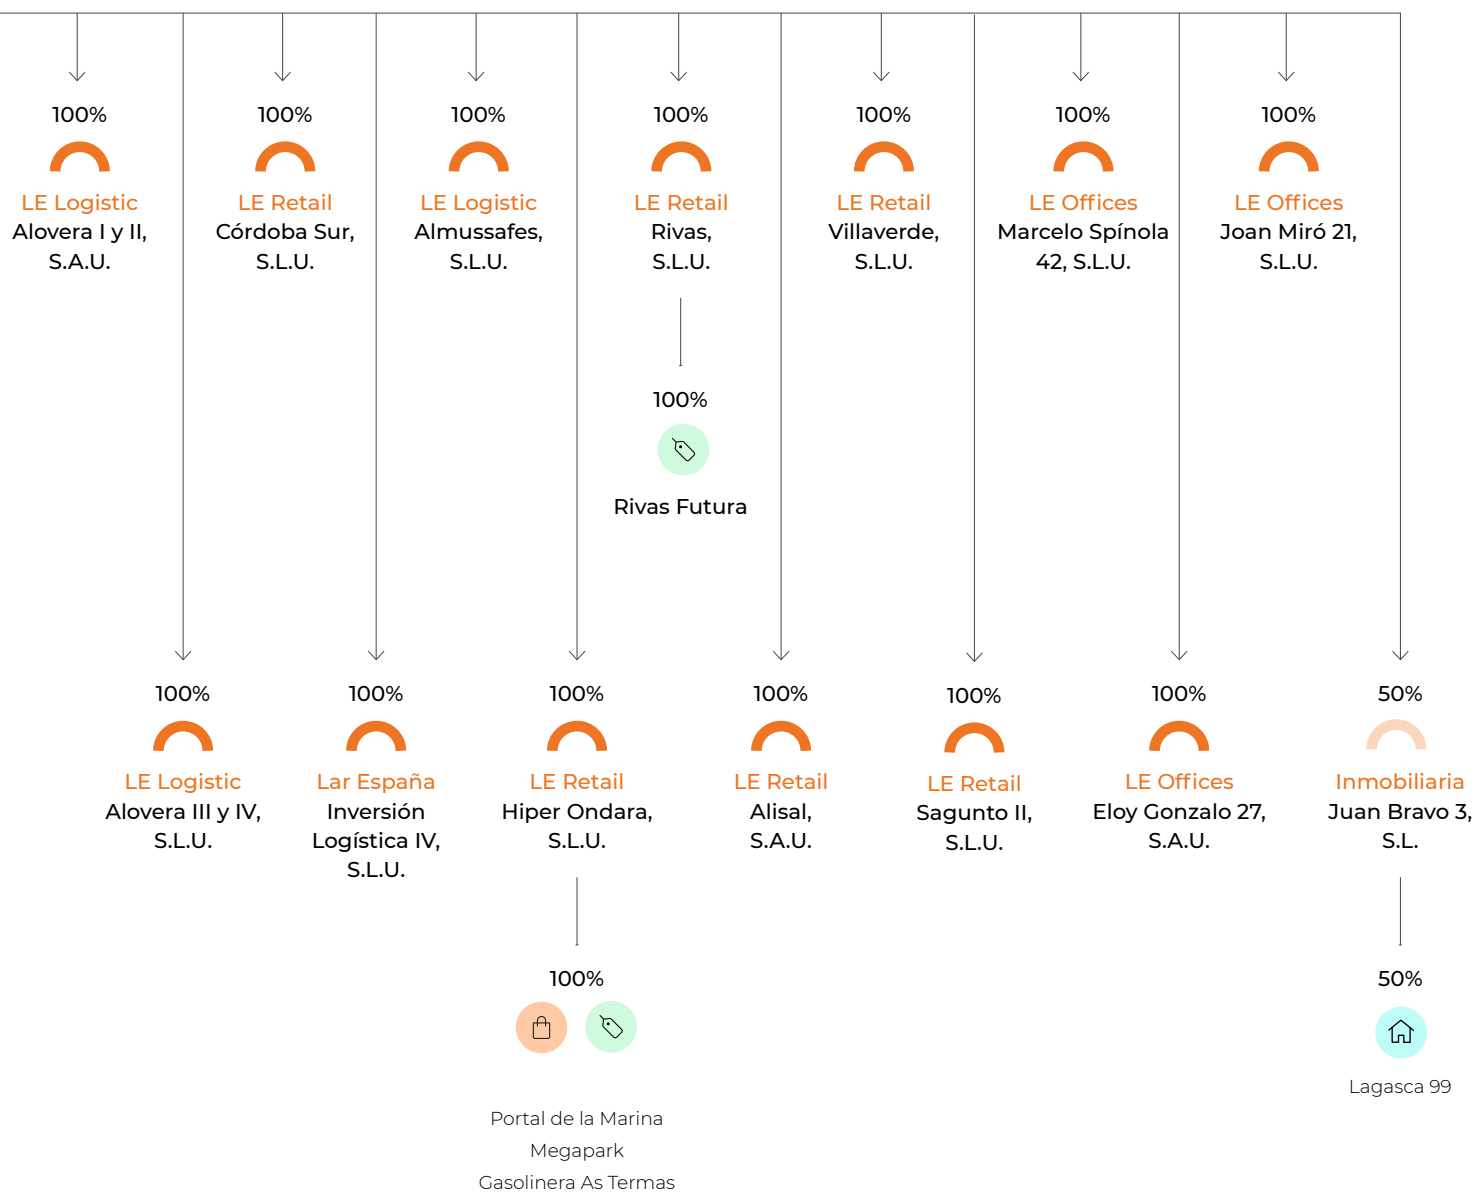 100%
LE Logistic
Alovera I y II,
S.A.U.
100%
LE Retail
Córdoba Sur,
S.L.U.
100%
LE Logistic
Almussafes,
S.L.U.
100%
LE Retail
Rivas,
S.L.U.
100%
Rivas Futura
100%
LE Retail
Villaverde,
S.L.U.
100%
LE Offices
Marcelo Spínola
42, S.L.U.
100%
LE Offices
Joan Miró 21,
S.L.U.
100%
LE Logistic
Alovera III y IV,
S.L.U.
100%
Lar España
Inversión
Logística IV,
S.L.U.
100%
LE Retail
Hiper Ondara,
S.L.U.
100%
Portal de la Marina
Megapark
Gasolinera As Termas
100%
LE Retail
Alisal,
S.A.U.
100%
LE Retail
Sagunto II,
S.L.U.
100%
LE Offices
Eloy Gonzalo 27,
S.A.U.
50%
Inmobiliaria
Juan Bravo 3,
S.L.
50%
Lagasca 99